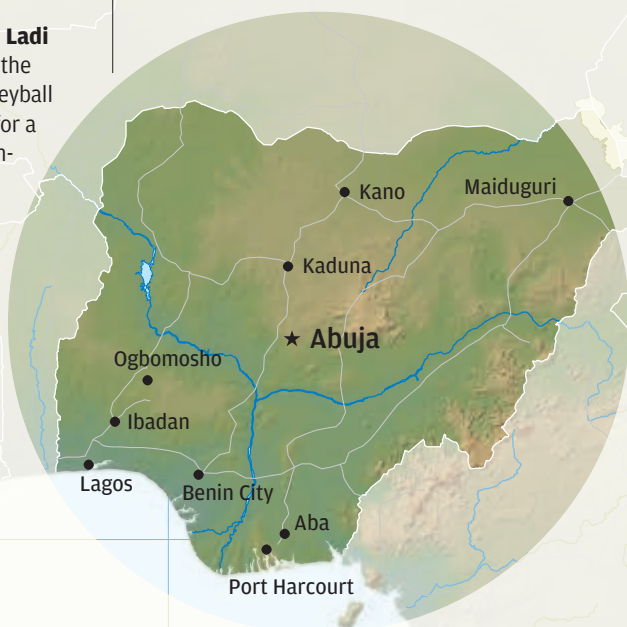 Ladi
the
eyball
or a
n-
Kano
Maiduguri
Kaduna
Abuja
Ogbomosho
Ibadan
Lagos
Benin City
Aba
Port Harcourt